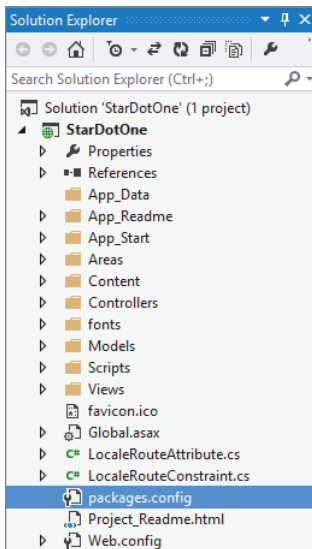 Solution Explorer
Search Solution Explorer (Ctrl+;)
Solution 'StarDotOne' (1 project)
StarDotOne
Properties
References
App_Data
App_Readme
App_Start
Areas
Content
Controllers
fonts
Models
Scripts
Views
favicon.ico
Global.asax
C# LocaleRouteAttribute.cs
C# LocaleRouteConstraint.cs
packages.config
Project_Readme.html
Web.config